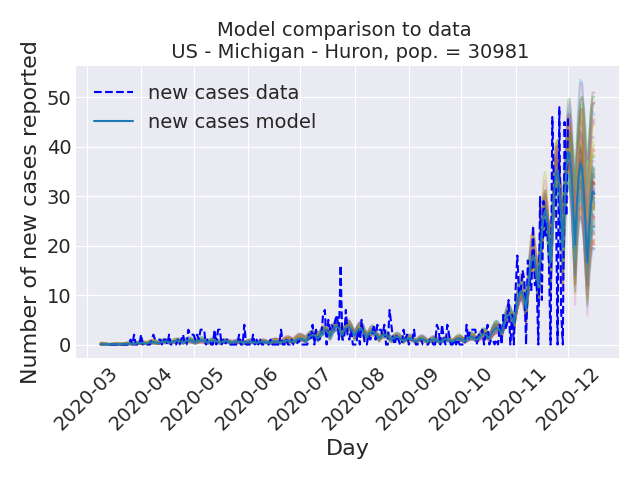 Model comparison to data
US - Michigan - Huron, pop. = 30981
Number of new cases reported
50
40
30
20
10
0
new cases data
new cases model
2020-03
2020-04
2020-05
2020-06
2020-07
2020-08
2020-09
2020-10
2020-11
2020-12
Day